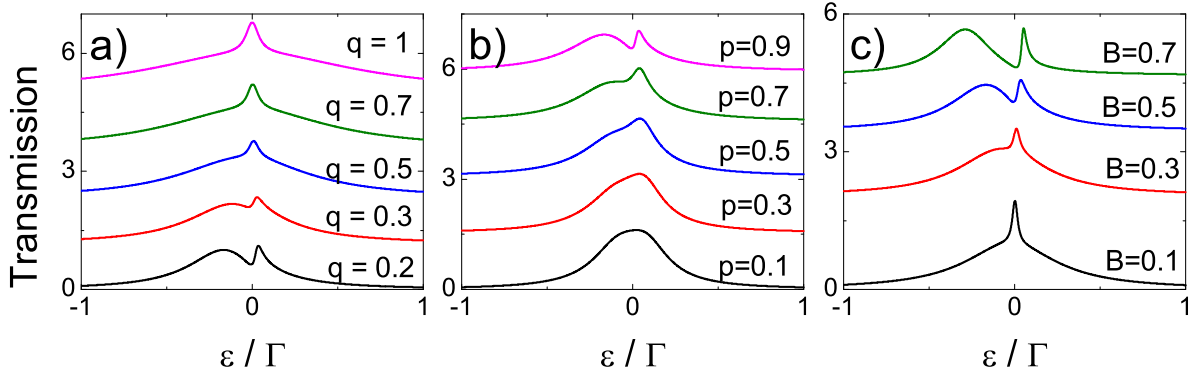 Transmission
a)
6
3
0
q = 1
q = 0.7
q = 0.5
q = 0.3
q = 0.2
-1 0 1
ε / Γ
b)
6
3
0
p=0.9
p=0.7
p=0.5
p=0.3
p=0.1
-1 0 1
ε / Γ
c)
6
3
0
B=0.7
B=0.5
B=0.3
B=0.1
-1 0 1
ε / Γ